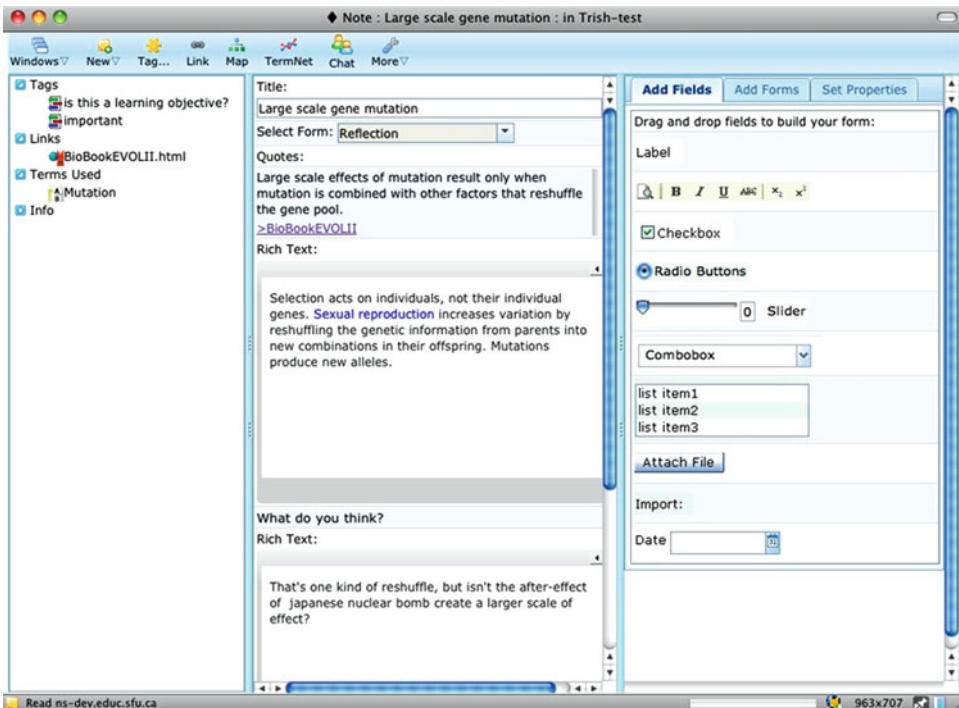 Note : Large scale gene mutation : in Trish-test
Windows New Tag... Link Map TermNet Chat More
Tags
is this a learning objective?
important
Links
BioBookEVOLII.html
Terms Used
Mutation
Info
Title:
Large scale gene mutation
Select Form: Reflection
Quotes:
Large scale effects of mutation result only when
mutation is combined with other factors that reshuffle
the gene pool.
>BioBookEVOLII
Rich Text:
Selection acts on individuals, not their individual
genes. Sexual reproduction increases variation by
reshuffling the genetic information from parents into
new combinations in their offspring. Mutations
produce new alleles.
What do you think?
Rich Text:
That's one kind of reshuffle, but isn't the after-effect
of japanese nuclear bomb create a larger scale of
effect?
Add Fields Add Forms Set Properties
Drag and drop fields to build your form:
Label
B I U ABC x₂ x²
Checkbox
Radio Buttons
0 Slider
Combobox
list item1
list item2
list item3
Attach File
Import:
Date 31
Read ns-dev.educ.sfu.ca 963x707